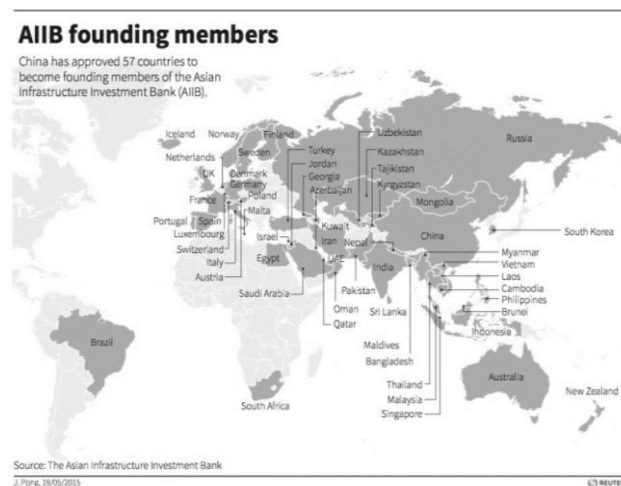 AIIB founding members
China has approved 57 countries to
become founding members of the Asian
Infrastructure Investment Bank (AIIB).
Iceland
Norway
Finland
Uzbekistan
Russia
Netherlands
Sweden
Turkey
Kazakhstan
UK
Denmark
Jordan
Tajikistan
Germany
Georgia
Kyrgyzstan
France
Poland
Azerbaijan
Mongolia
Portugal
Spain
Malta
Kuwait
Luxembourg
Israel
Iran
Nepal
China
South Korea
Switzerland
Egypt
UAE
India
Myanmar
Italy
Vietnam
Austria
Laos
Saudi Arabia
Pakistan
Cambodia
Oman
Sri Lanka
Philippines
Qatar
Brunei
Brazil
Maldives
Indonesia
Bangladesh
Thailand
Australia
Malaysia
New Zealand
South Africa
Singapore
Source: The Asian Infrastructure Investment Bank
J. Pong, 19/05/2015
REUTE